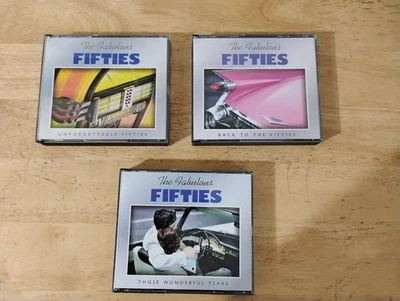 The Fabulous
FIFTIES
UNFORGETTABLE FIFTIES
The Fabulous
FIFTIES
BACK TO THE FIFTIES
The Fabulous
FIFTIES
THOSE WONDERFUL YEARS